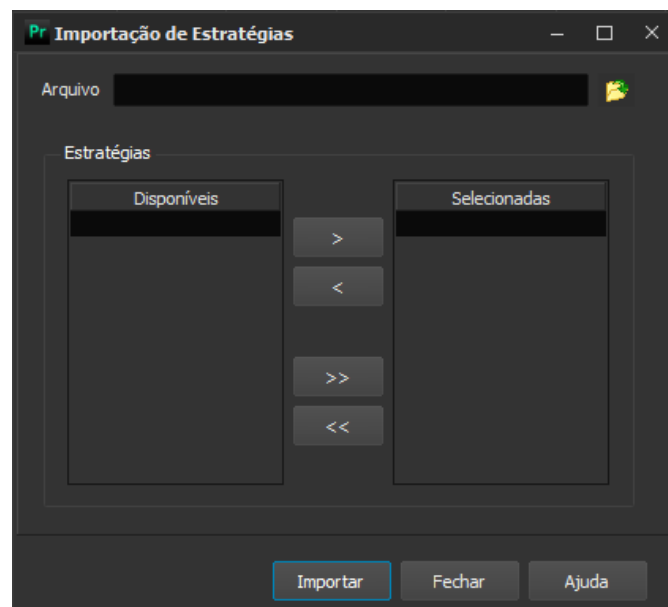 Pr Importação de Estratégias
Arquivo
Estratégias
Disponíveis
Selecionadas
>
<
>>
<<
Importar
Fechar
Ajuda